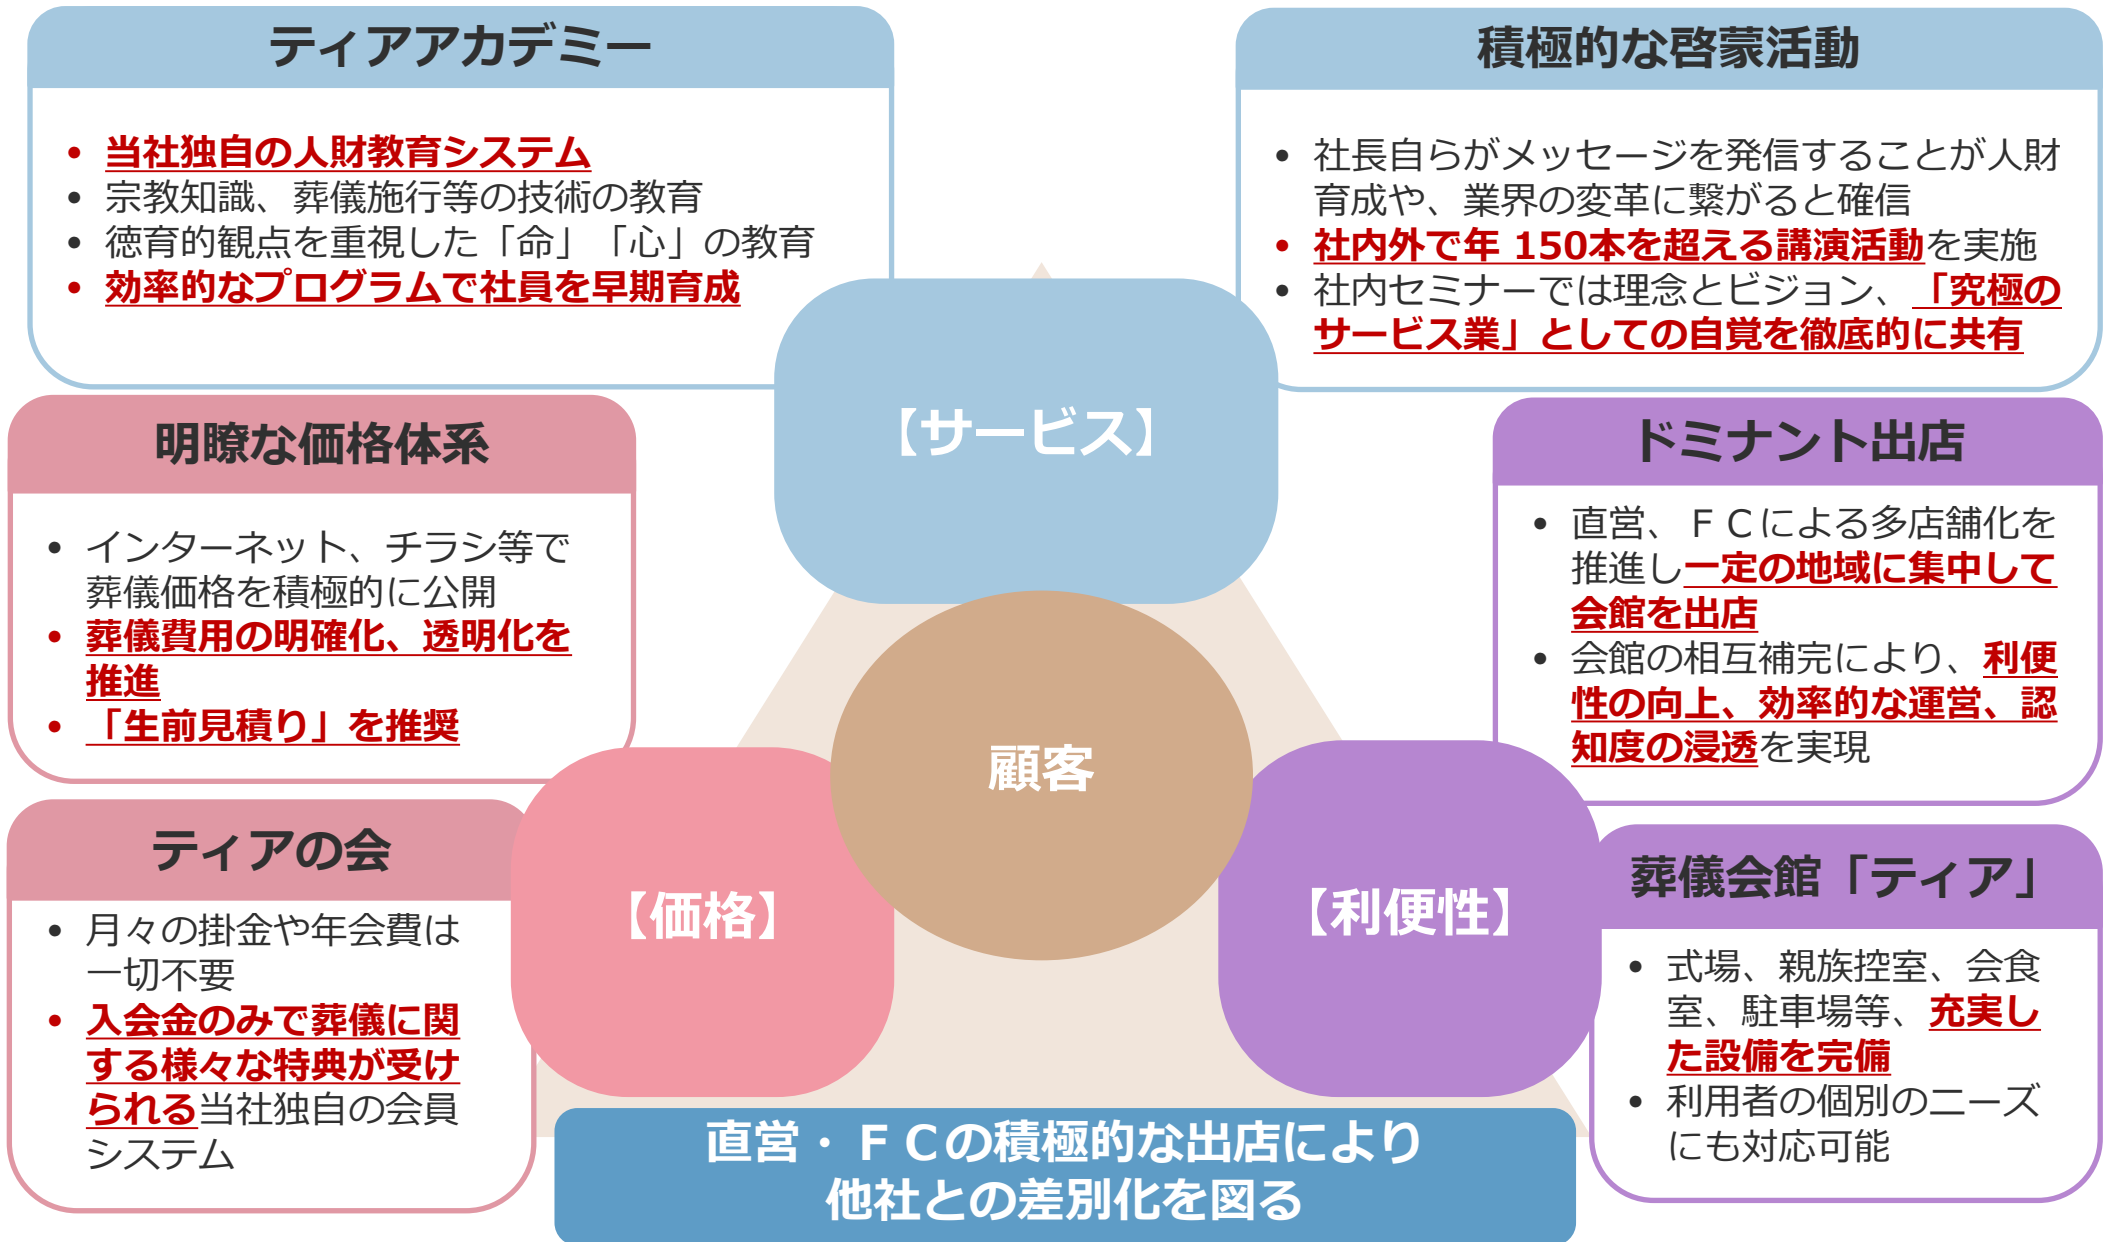 ティアアカデミー
• 当社独自の人財教育システム
• 宗教知識、葬儀施行等の技術の教育
• 徳育的観点を重視した「命」「心」の教育
• 効率的なプログラムで社員を早期育成
積極的な啓蒙活動
• 社長自らがメッセージを発信することが人財
育成や、業界の変革に繋がると確信
• 社内外で年 150本を超える講演活動を実施
• 社内セミナーでは理念とビジョン、「究極の
サービス業」としての自覚を徹底的に共有
【サービス】
明瞭な価格体系
• インターネット、チラシ等で
葬儀価格を積極的に公開
• 葬儀費用の明確化、透明化を
推進
• 「生前見積り」を推奨
ドミナント出店
• 直営、ＦＣによる多店舗化を
推進し一定の地域に集中して
会館を出店
• 会館の相互補完により、利便
性の向上、効率的な運営、認
知度の浸透を実現
顧客
ティアの会
• 月々の掛金や年会費は
一切不要
• 入会金のみで葬儀に関
する様々な特典が受け
られる当社独自の会員
システム
【価格】
【利便性】
葬儀会館「ティア」
• 式場、親族控室、会食
室、駐車場等、充実し
た設備を完備
• 利用者の個別のニーズ
にも対応可能
直営・ＦＣの積極的な出店により
他社との差別化を図る